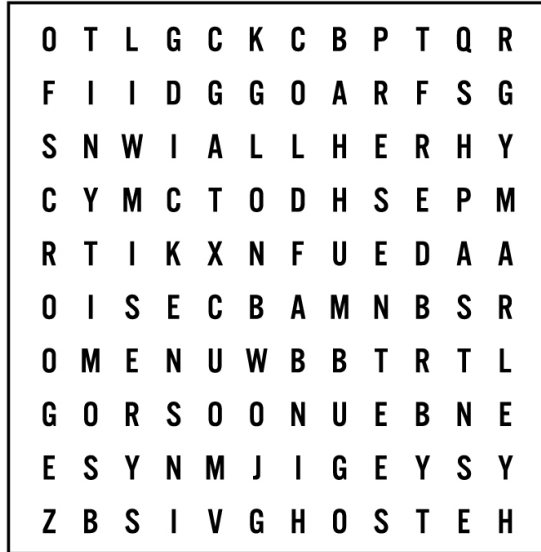 O T L G C K C B P T Q R
F I I D G G O A R F S G
S N W I A L L H E R H Y
C Y M C T O D H S E P M
R T I K X N F U E D A A
O I S E C B A M N B S R
O M E N U W B B T R T L
G O R S O O N U E B N E
E S Y N M J I G E Y S Y
Z B S I V G H O S T E H